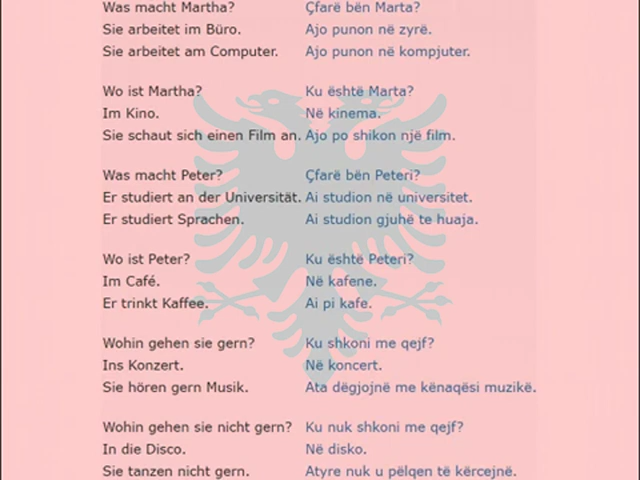 Was macht Martha? Çfarë bën Marta?
Sie arbeitet im Büro. Ajo punon në zyrë.
Sie arbeitet am Computer. Ajo punon në kompjuter.
Wo ist Martha? Ku është Marta?
Im Kino. Në kinema.
Sie schaut sich einen Film an. Ajo po shikon një film.
Was macht Peter? Çfarë bën Peteri?
Er studiert an der Universität. Ai studion në universitet.
Er studiert Sprachen. Ai studion gjuhë te huaja.
Wo ist Peter? Ku është Peteri?
Im Café. Në kafene.
Er trinkt Kaffee. Ai pi kafe.
Wohin gehen sie gern? Ku shkoni me qejf?
Ins Konzert. Në koncert.
Sie hören gern Musik. Ata dëgjojnë me kënaqësi muzikë.
Wohin gehen sie nicht gern? Ku nuk shkoni me qejf?
In die Disco. Në disko.
Sie tanzen nicht gern. Atyre nuk u pëlqen të kërcejnë.